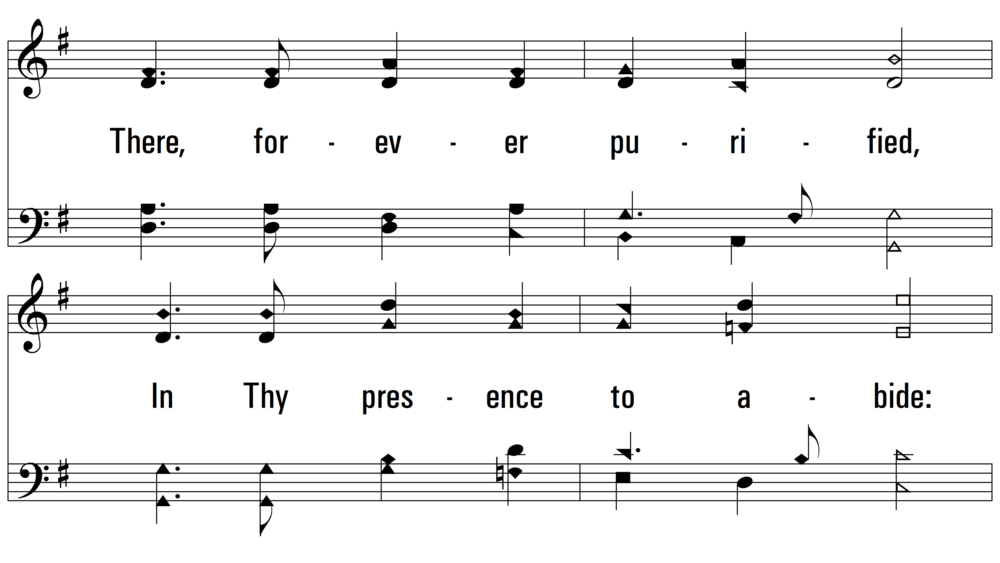 There, for - ev - er pu - ri - fied,
In Thy pres - ence to a - bide: